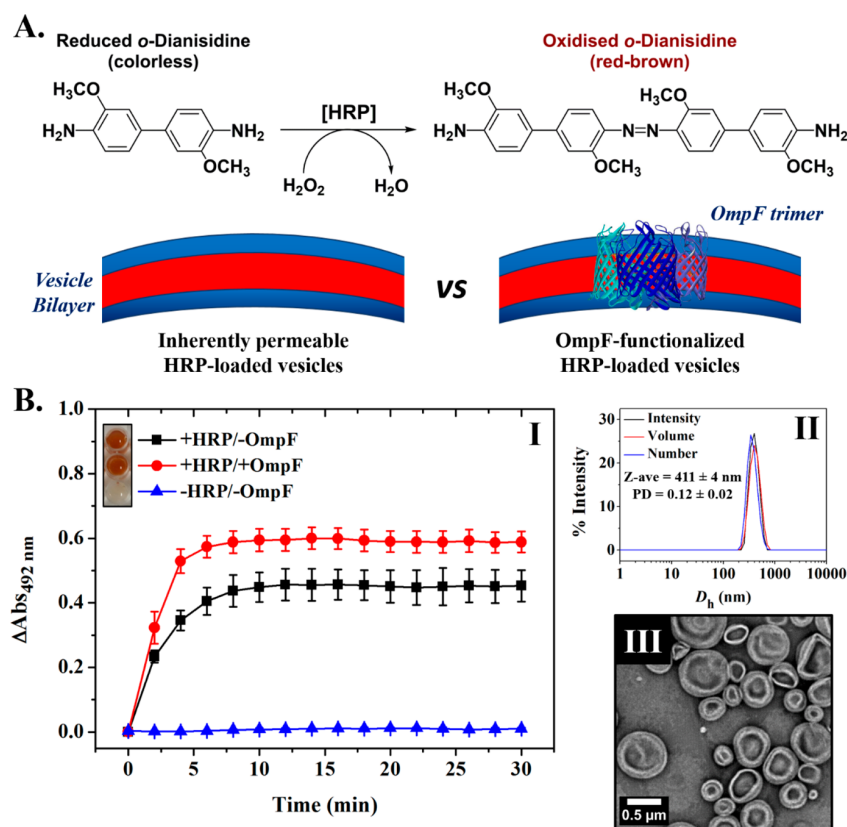 A.
Reduced o-Dianisidine
(colorless)
Oxidised o-Dianisidine
(red-brown)
H₃CO
NH₂
H₂N
OCH₃
[HRP]
H₂O₂
H₂O
H₃CO
H₃CO
H₂N
N=N
NH₂
OCH₃
OCH₃
OmpF trimer
Vesicle
Bilayer
vs
Inherently permeable
HRP-loaded vesicles
OmpF-functionalized
HRP-loaded vesicles
B.
I
+HRP/-OmpF
+HRP/+OmpF
-HRP/-OmpF
ΔAbs₄₉₂ nm
1.0
0.8
0.6
0.4
0.2
0.0
0 5 10 15 20 25 30
Time (min)
II
Intensity
Volume
Number
Z-ave = 411 ± 4 nm
PD = 0.12 ± 0.02
% Intensity
30
20
10
0
1 10 100 1000 10000
Dₕ (nm)
III
0.5 µm